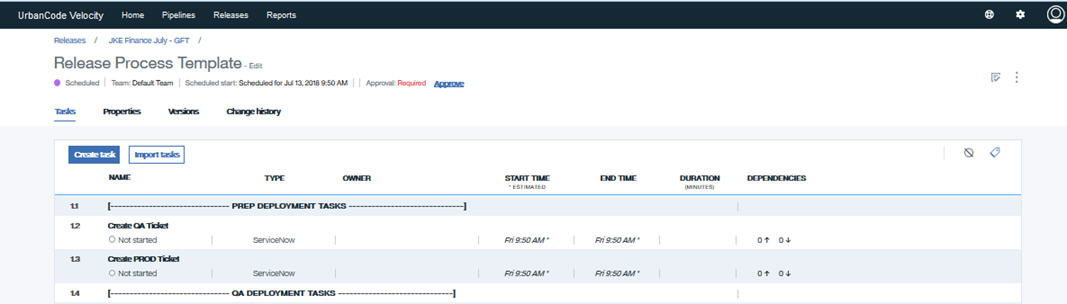 UrbanCode Velocity Home Pipelines Releases Reports
Releases / JKE Finance July - GFT /
Release Process Template - Edit
Scheduled | Team: Default Team | Scheduled start: Scheduled for Jul 13, 2018 9:50 AM | | Approval: Required Approve
Tasks Properties Versions Change history
Create task Import tasks
NAME TYPE OWNER START TIME END TIME DURATION DEPENDENCIES
* ESTIMATED (MINUTES)
1.1 [------------------------------- PREP DEPLOYMENT TASKS ------------------------------]
1.2 Create QA Ticket
Not started ServiceNow Fri 9:50 AM * Fri 9:50 AM * 0 ↑ 0 ↓
1.3 Create PROD Ticket
Not started ServiceNow Fri 9:50 AM * Fri 9:50 AM * 0 ↑ 0 ↓
1.4 [------------------------------- QA DEPLOYMENT TASKS ------------------------------]